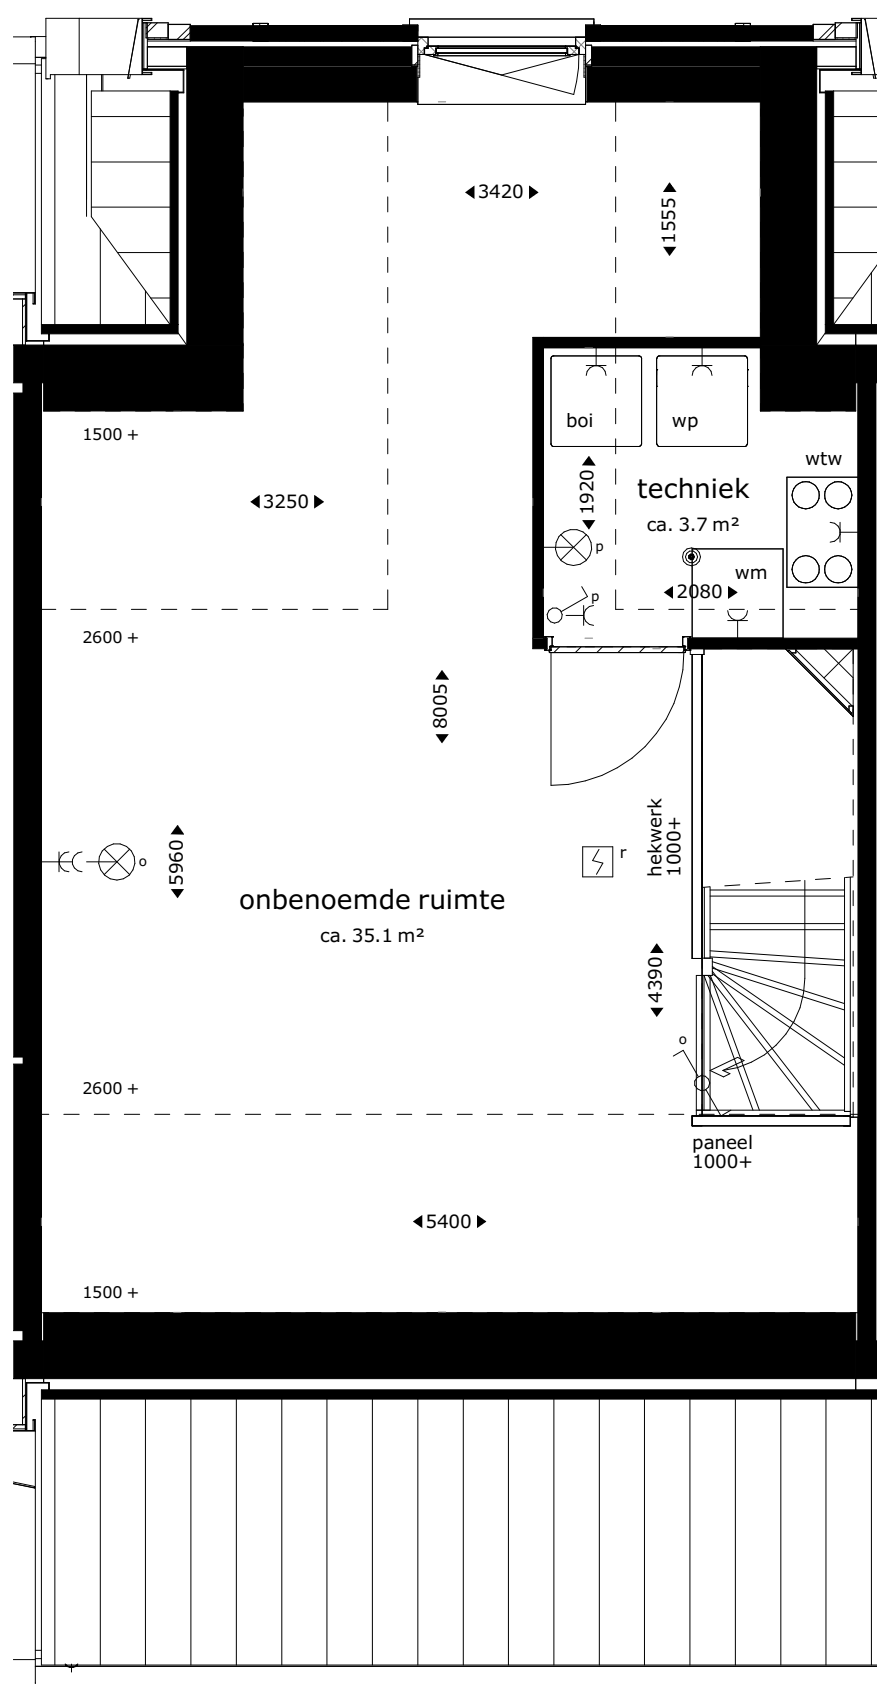 3420
1555
1500 +
boi
wp
wtw
3250
1920
techniek
ca. 3.7 m²
p
wm
p
2080
2600 +
8005
hekwerk
1000+
r
5960
o
onbenoemde ruimte
ca. 35.1 m²
4390
o
2600 +
paneel
1000+
5400
1500 +